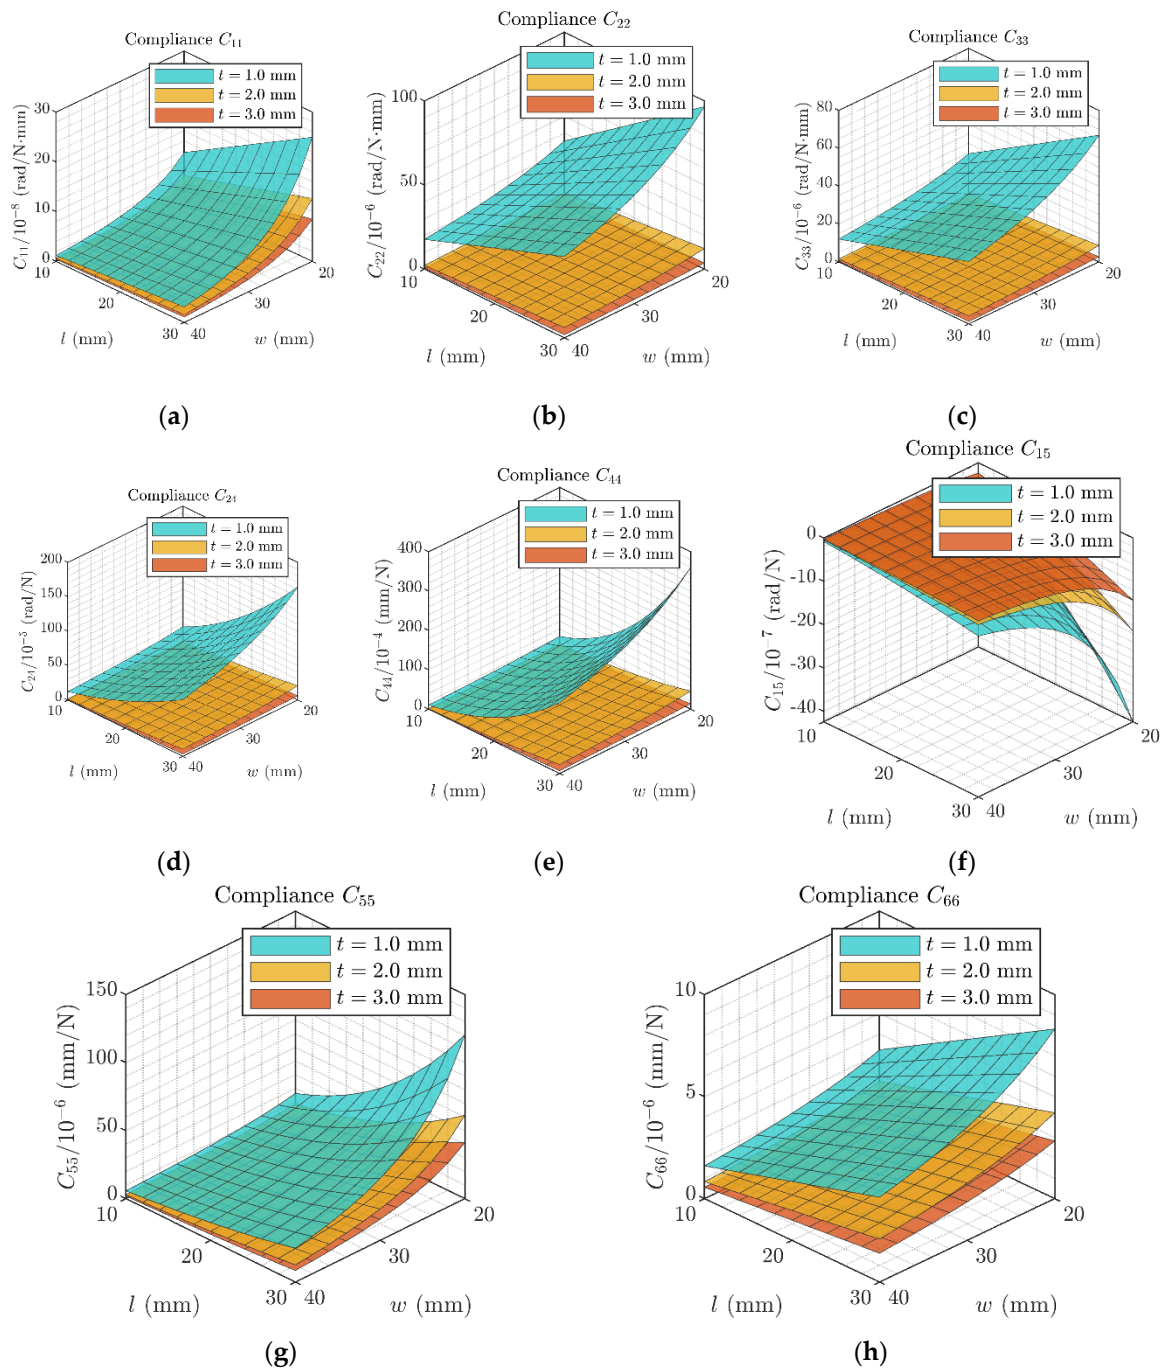 Compliance C₁₁
t = 1.0 mm
t = 2.0 mm
t = 3.0 mm
C₁₁/10⁻⁸ (rad/N·mm)
30
20
10
0
10
20
30
40
30
20
l (mm)
w (mm)
(a)
Compliance C₂₂
t = 1.0 mm
t = 2.0 mm
t = 3.0 mm
C₂₂/10⁻⁶ (rad/N·mm)
100
50
0
10
20
30
40
30
20
l (mm)
w (mm)
(b)
Compliance C₃₃
t = 1.0 mm
t = 2.0 mm
t = 3.0 mm
C₃₃/10⁻⁶ (rad/N·mm)
80
60
40
20
0
10
20
30
40
30
20
l (mm)
w (mm)
(c)
Compliance C₂₄
t = 1.0 mm
t = 2.0 mm
t = 3.0 mm
C₂₄/10⁻⁵ (rad/N)
200
150
100
50
0
10
20
30
40
30
20
l (mm)
w (mm)
(d)
Compliance C₄₄
t = 1.0 mm
t = 2.0 mm
t = 3.0 mm
C₄₄/10⁻⁴ (mm/N)
400
300
200
100
0
10
20
30
40
30
20
l (mm)
w (mm)
(e)
Compliance C₁₅
t = 1.0 mm
t = 2.0 mm
t = 3.0 mm
C₁₅/10⁻⁷ (rad/N)
0
-10
-20
-30
-40
10
20
30
40
30
20
l (mm)
w (mm)
(f)
Compliance C₅₅
t = 1.0 mm
t = 2.0 mm
t = 3.0 mm
C₅₅/10⁻⁶ (mm/N)
150
100
50
0
10
20
30
40
30
20
l (mm)
w (mm)
(g)
Compliance C₆₆
t = 1.0 mm
t = 2.0 mm
t = 3.0 mm
C₆₆/10⁻⁶ (mm/N)
10
5
0
10
20
30
40
30
20
l (mm)
w (mm)
(h)